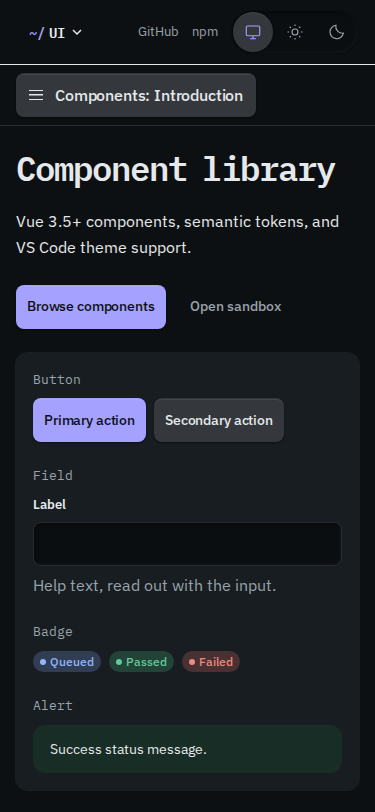 ~/ UI
GitHub npm
Components: Introduction
Component library
Vue 3.5+ components, semantic tokens, and
VS Code theme support.
Browse components Open sandbox
Button
Primary action Secondary action
Field
Label
Help text, read out with the input.
Badge
Queued Passed Failed
Alert
Success status message.